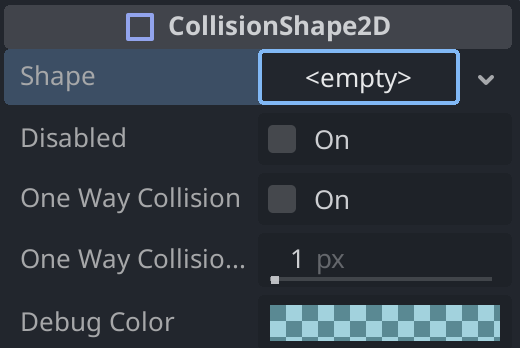 CollisionShape2D
Shape <empty>
Disabled On
One Way Collision On
One Way Collisio... 1 px
Debug Color